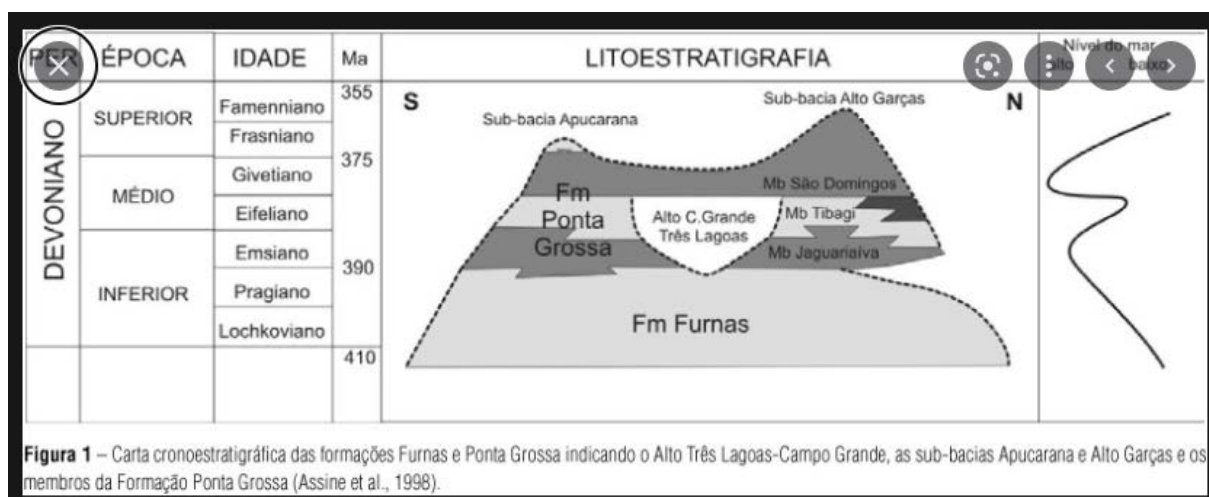 PER ÉPOCA IDADE Ma LITOESTRATIGRAFIA Nível do mar
alto baixo
DEVONIANO
SUPERIOR
MÉDIO
INFERIOR
Famenniano
Frasniano
Givetiano
Eifeliano
Emsiano
Pragiano
Lochkoviano
355
375
390
410
S
N
Sub-bacia Apucarana
Sub-bacia Alto Garças
Fm
Ponta
Grossa
Alto C.Grande
Três Lagoas
Mb São Domingos
Mb Tibagi
Mb Jaguariaíva
Fm Furnas
Figura 1 – Carta cronoestratigráfica das formações Furnas e Ponta Grossa indicando o Alto Três Lagoas-Campo Grande, as sub-bacias Apucarana e Alto Garças e os
membros da Formação Ponta Grossa (Assine et al., 1998).